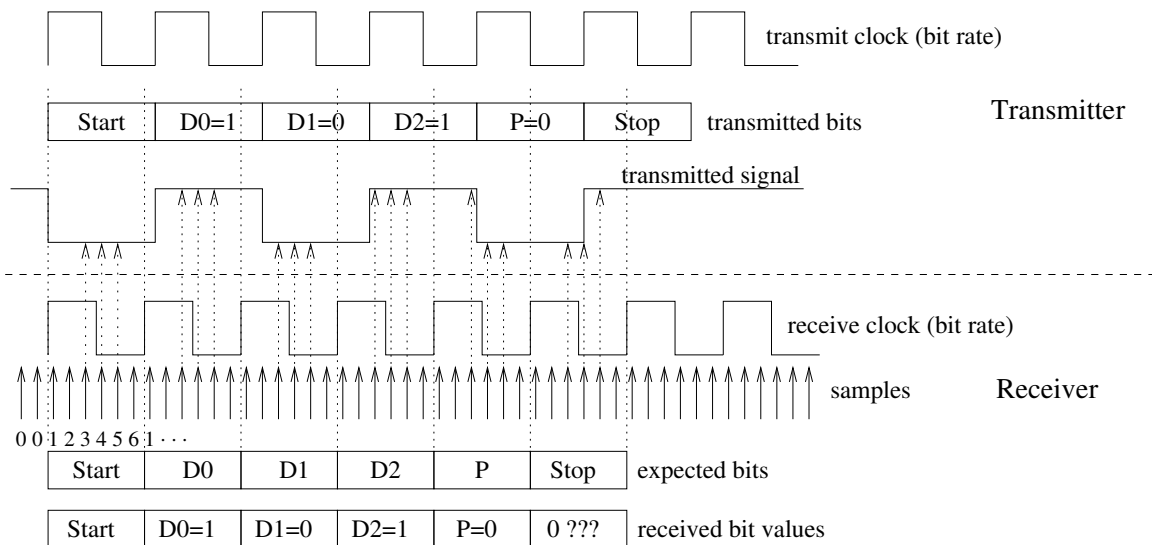 transmit clock (bit rate)
Transmitter
Start D0=1 D1=0 D2=1 P=0 Stop transmitted bits
transmitted signal
receive clock (bit rate)
samples Receiver
0 0 1 2 3 4 5 6 1 · · ·
Start D0 D1 D2 P Stop expected bits
Start D0=1 D1=0 D2=1 P=0 0 ??? received bit values